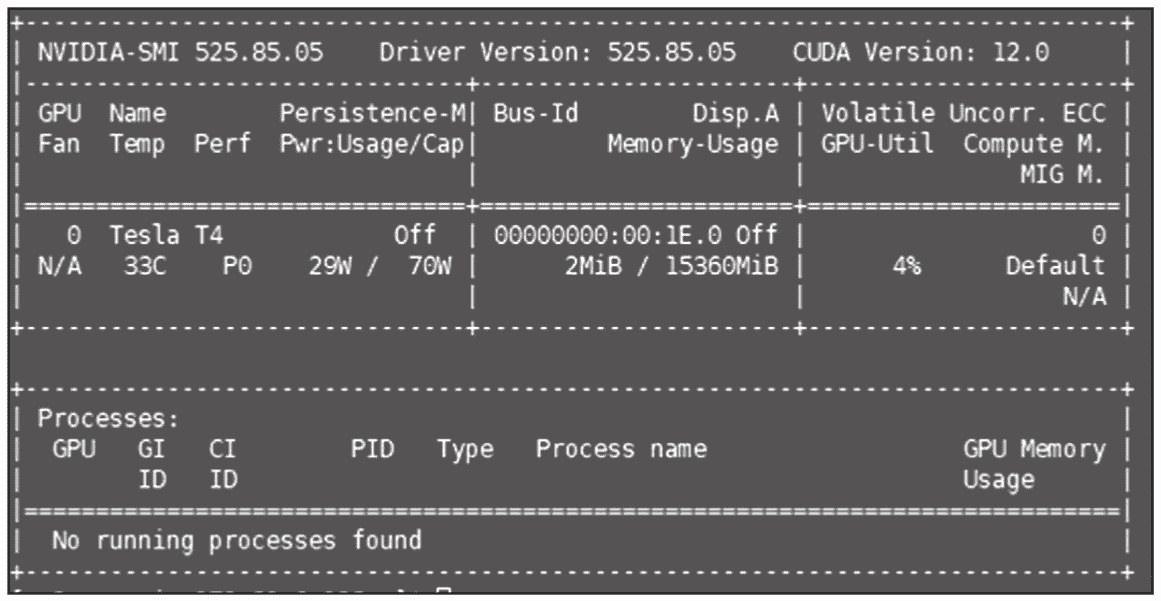 +-----------------------------------------------------------------------------+
| NVIDIA-SMI 525.85.05    Driver Version: 525.85.05    CUDA Version: 12.0     |
|-------------------------------+----------------------+----------------------+
| GPU  Name        Persistence-M| Bus-Id        Disp.A | Volatile Uncorr. ECC |
| Fan  Temp  Perf  Pwr:Usage/Cap|         Memory-Usage | GPU-Util  Compute M. |
|                               |                      |               MIG M. |
|===============================+======================+======================|
|   0  Tesla T4            Off  | 00000000:00:1E.0 Off |                    0 |
| N/A   33C    P0    29W /  70W |      2MiB / 15360MiB |      4%      Default |
|                               |                      |                  N/A |
+-------------------------------+----------------------+----------------------+

+-----------------------------------------------------------------------------+
| Processes:                                                                  |
|  GPU   GI   CI        PID   Type   Process name                  GPU Memory |
|        ID   ID                                                   Usage      |
|=============================================================================|
|  No running processes found                                                 |
+-----------------------------------------------------------------------------+